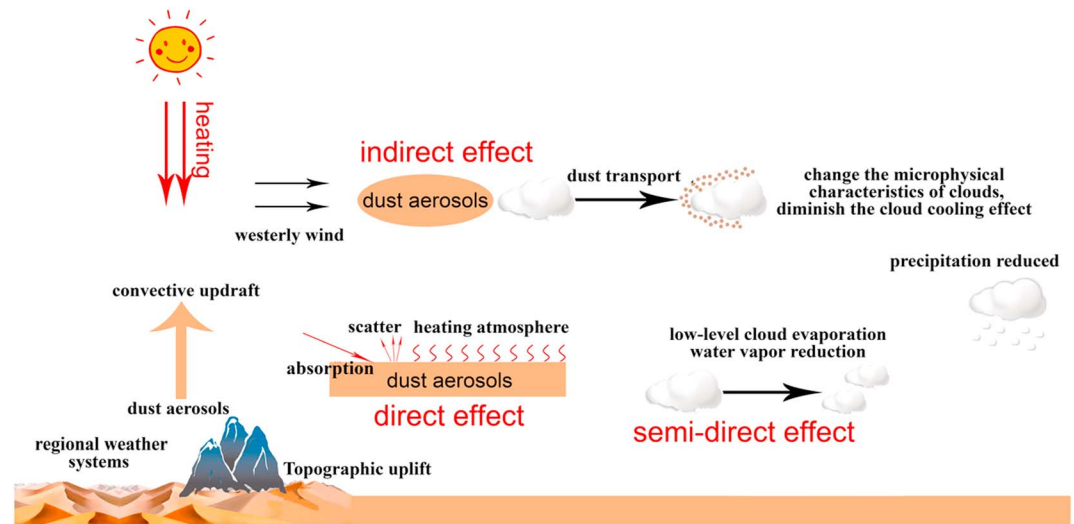 heating
indirect effect
dust aerosols
dust transport
change the microphysical
characteristics of clouds,
diminish the cloud cooling effect
westerly wind
precipitation reduced
convective updraft
scatter
heating atmosphere
absorption
dust aerosols
direct effect
low-level cloud evaporation
water vapor reduction
semi-direct effect
dust aerosols
regional weather
systems
Topographic uplift